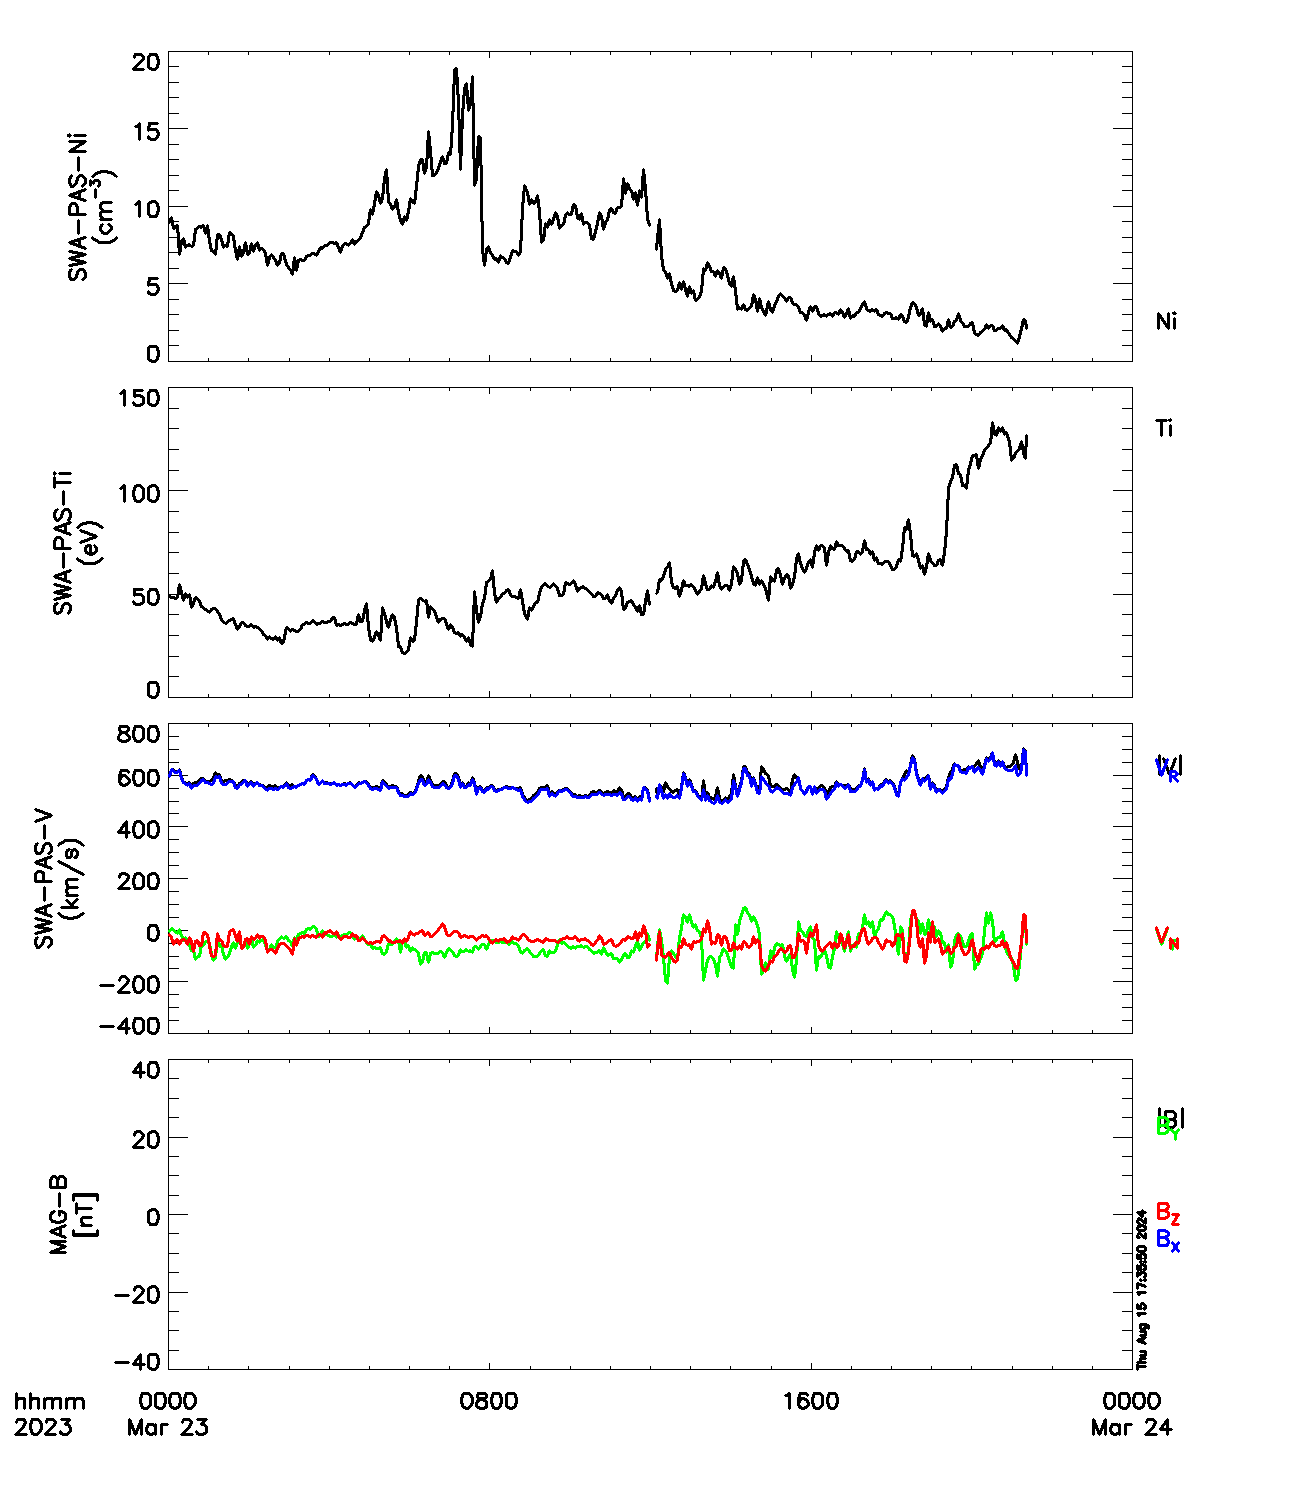 20
15
10
5
0
SWA-PAS-Ni
(cm-3)
Ni
150
100
50
0
SWA-PAS-Ti
(eV)
Ti
800
600
400
200
0
-200
-400
SWA-PAS-V
(km/s)
|V|
VR
VN
40
20
0
-20
-40
MAG-B
[nT]
|B|
BY
BZ
BX
Thu Aug 15 17:35:50 2024
hhmm 0000 0800 1600 0000
2023 Mar 23 Mar 24